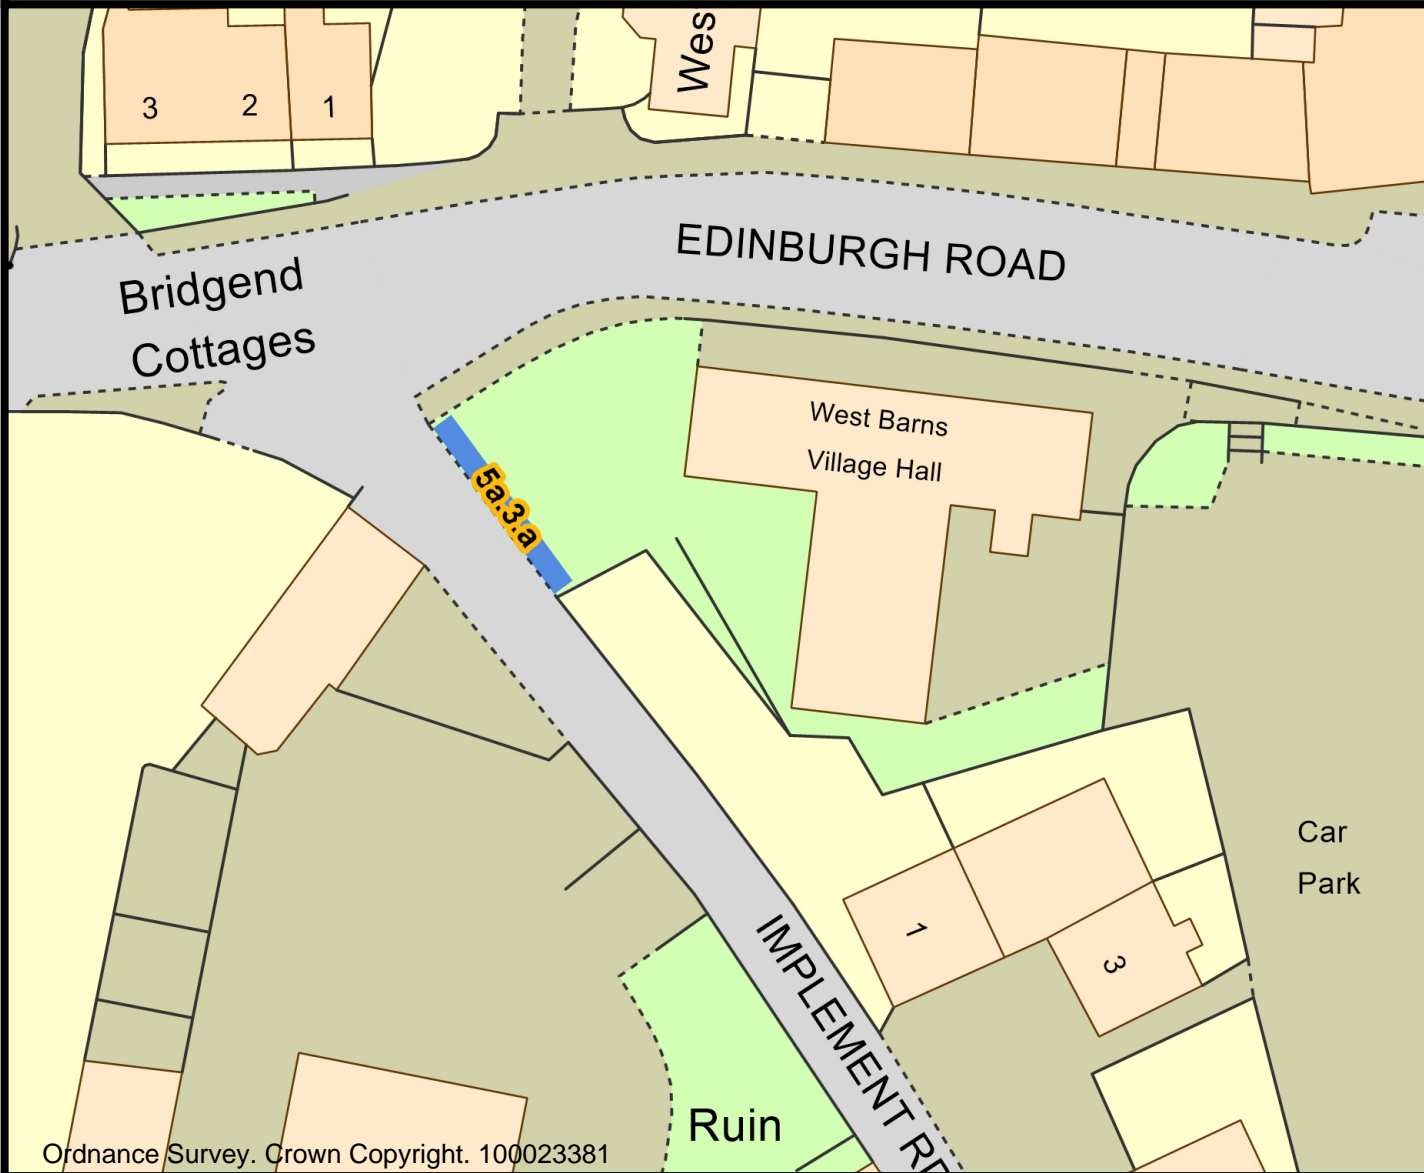 Wes
3
2
1
EDINBURGH ROAD
Bridgend
Cottages
West Barns
Village Hall
5a.3.a
Car
Park
1
3
IMPLEMENT RD
Ruin
Ordnance Survey. Crown Copyright. 100023381